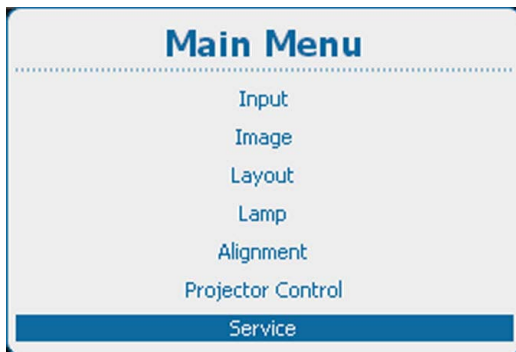 Main Menu
Input
Image
Layout
Lamp
Alignment
Projector Control
Service